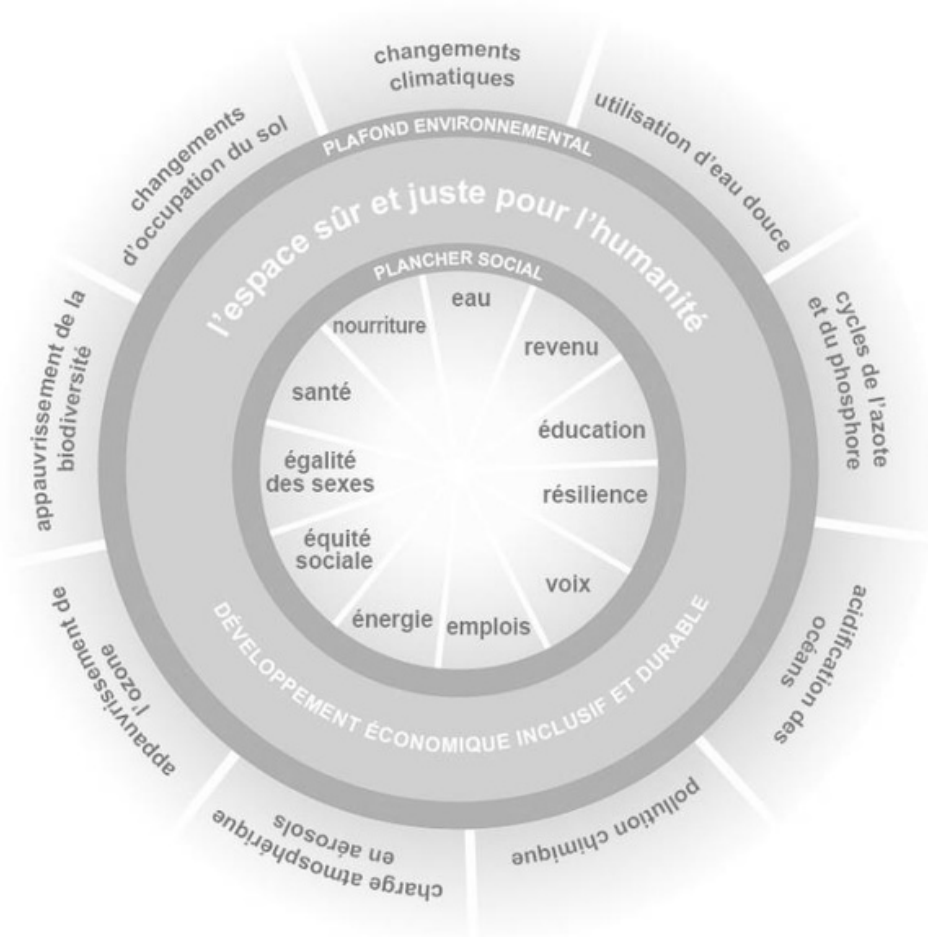 changements
climatiques
utilisation d'eau douce
cycles de l'azote
et du phosphore
acidification des
océans
pollution chimique
charge atmosphérique
en aérosols
appauvrissement de
l'ozone
appauvrissement de la
biodiversité
changements
d'occupation du sol
PLAFOND ENVIRONNEMENTAL
l'espace sûr et juste pour l'humanité
PLANCHER SOCIAL
eau
revenu
éducation
résilience
voix
emplois
énergie
équité
sociale
égalité
des sexes
santé
nourriture
DÉVELOPPEMENT ÉCONOMIQUE INCLUSIF ET DURABLE